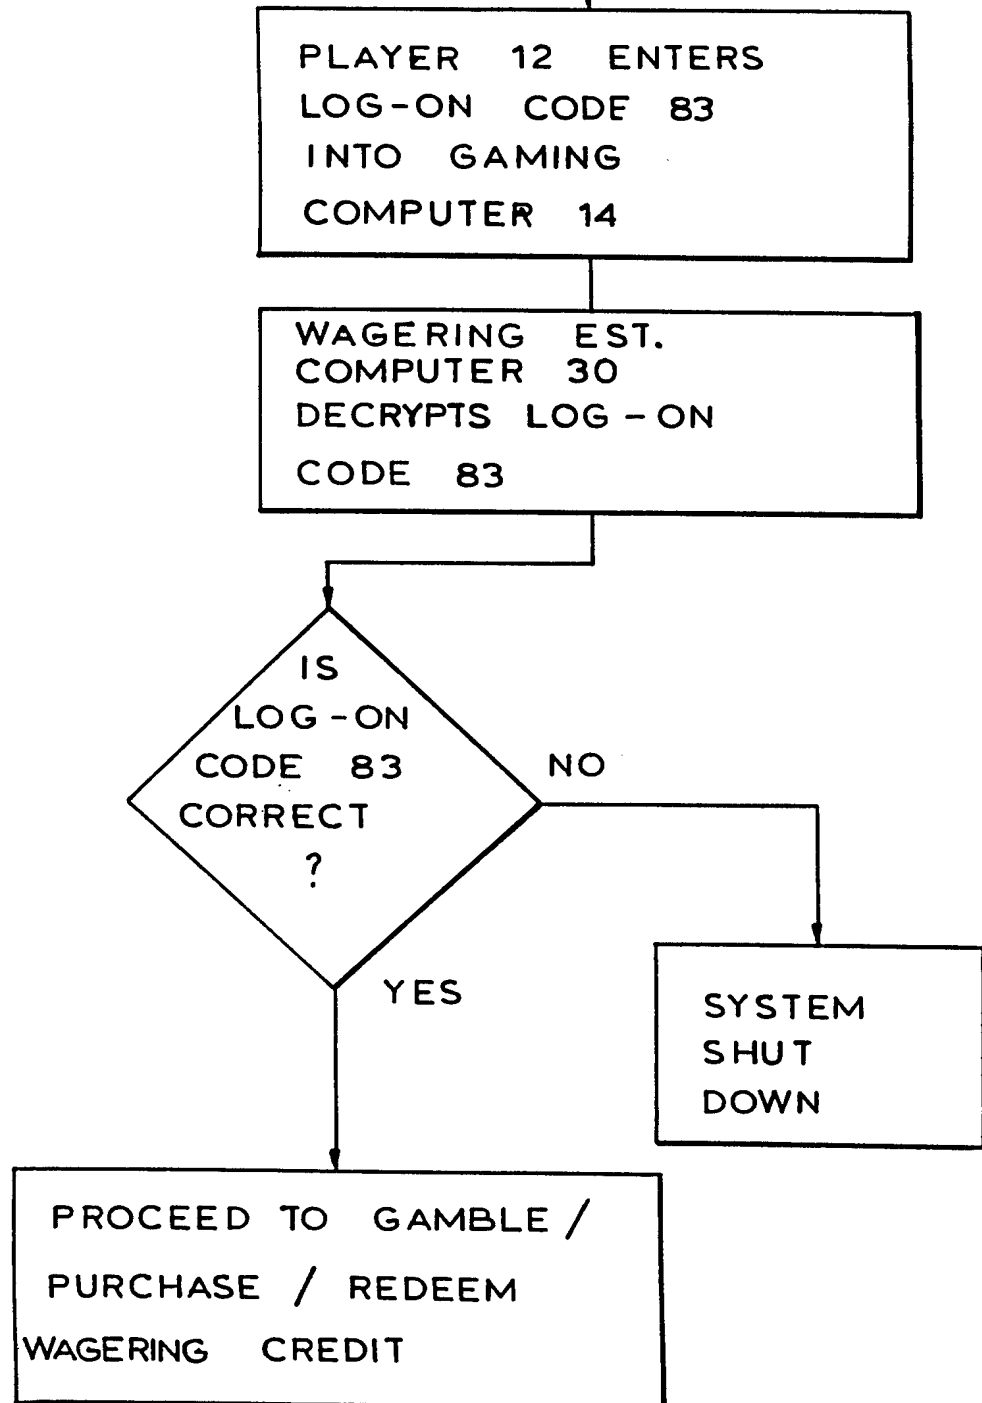 PLAYER 12 ENTERS
LOG-ON CODE 83
INTO GAMING
COMPUTER 14
WAGERING EST.
COMPUTER 30
DECRYPTS LOG-ON
CODE 83
IS
LOG-ON
CODE 83
CORRECT
?
NO
YES
SYSTEM
SHUT
DOWN
PROCEED TO GAMBLE /
PURCHASE / REDEEM
WAGERING CREDIT